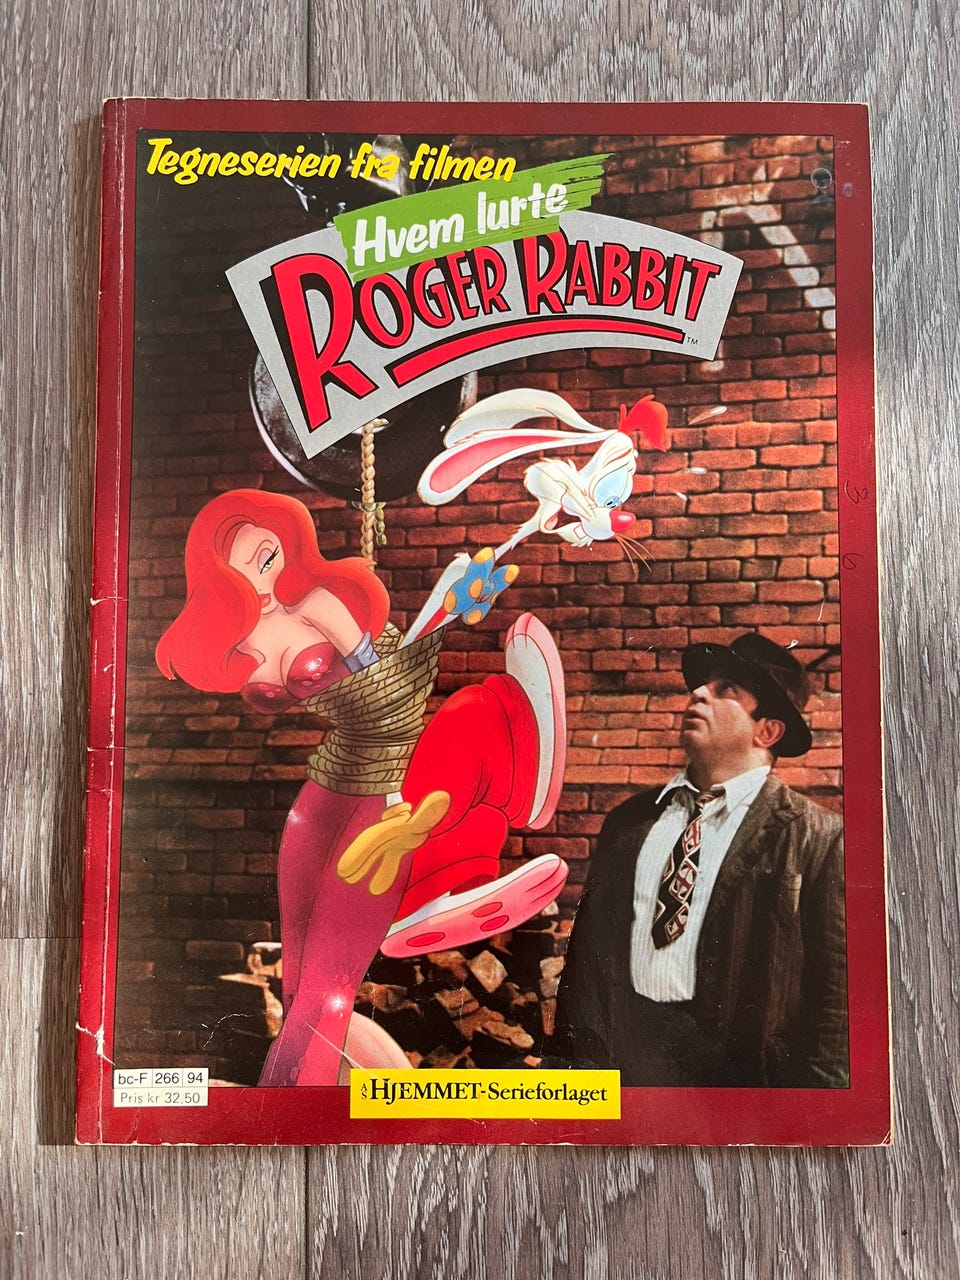 Tegneserien fra filmen
Hvem lurte
ROGER RABBIT
TM
bc-F 266 94
Pris kr 32.50
A/S HJEMMET-Serieforlaget